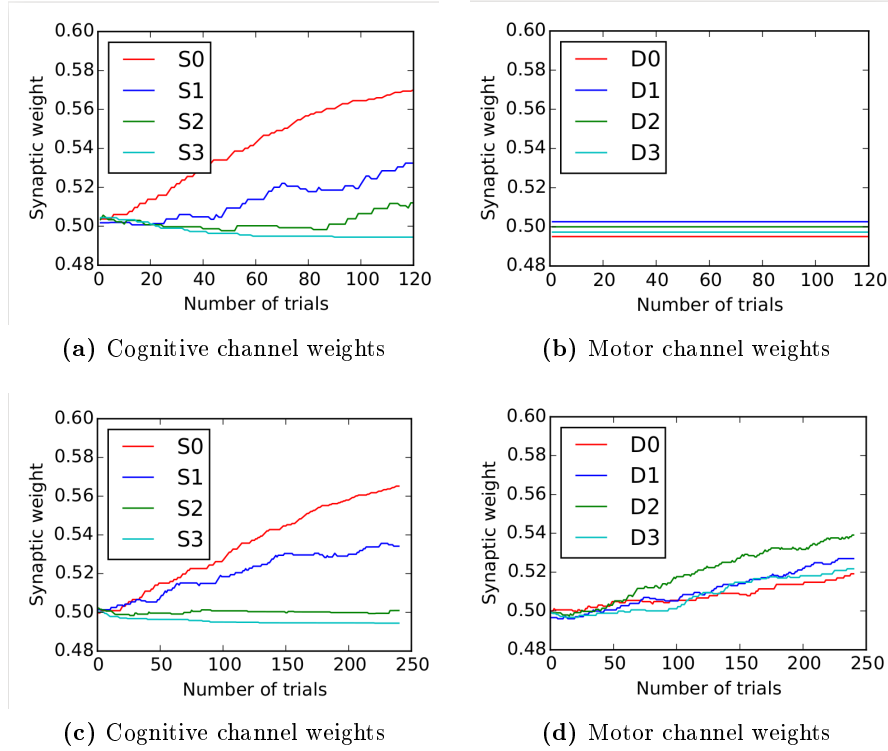 0.60
0.58
0.56
0.54
0.52
0.50
0.48
Synaptic weight
S0
S1
S2
S3
0 20 40 60 80 100 120
Number of trials
(a) Cognitive channel weights
0.60
0.58
0.56
0.54
0.52
0.50
0.48
Synaptic weight
D0
D1
D2
D3
0 20 40 60 80 100 120
Number of trials
(b) Motor channel weights
0.60
0.58
0.56
0.54
0.52
0.50
0.48
Synaptic weight
S0
S1
S2
S3
0 50 100 150 200 250
Number of trials
(c) Cognitive channel weights
0.60
0.58
0.56
0.54
0.52
0.50
0.48
Synaptic weight
D0
D1
D2
D3
0 50 100 150 200 250
Number of trials
(d) Motor channel weights